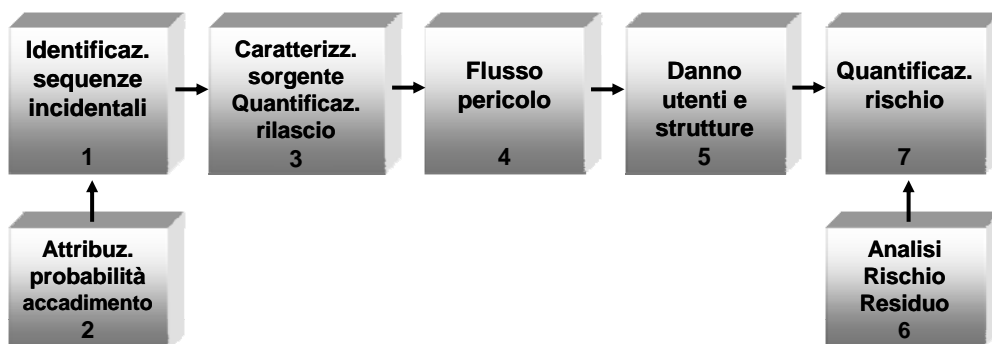 Identificaz.
sequenze
incidentali
1
Caratterizz.
sorgente
Quantificaz.
rilascio
3
Flusso
pericolo
4
Danno
utenti e
strutture
5
Quantificaz.
rischio
7
Attribuz.
probabilità
accadimento
2
Analisi
Rischio
Residuo
6